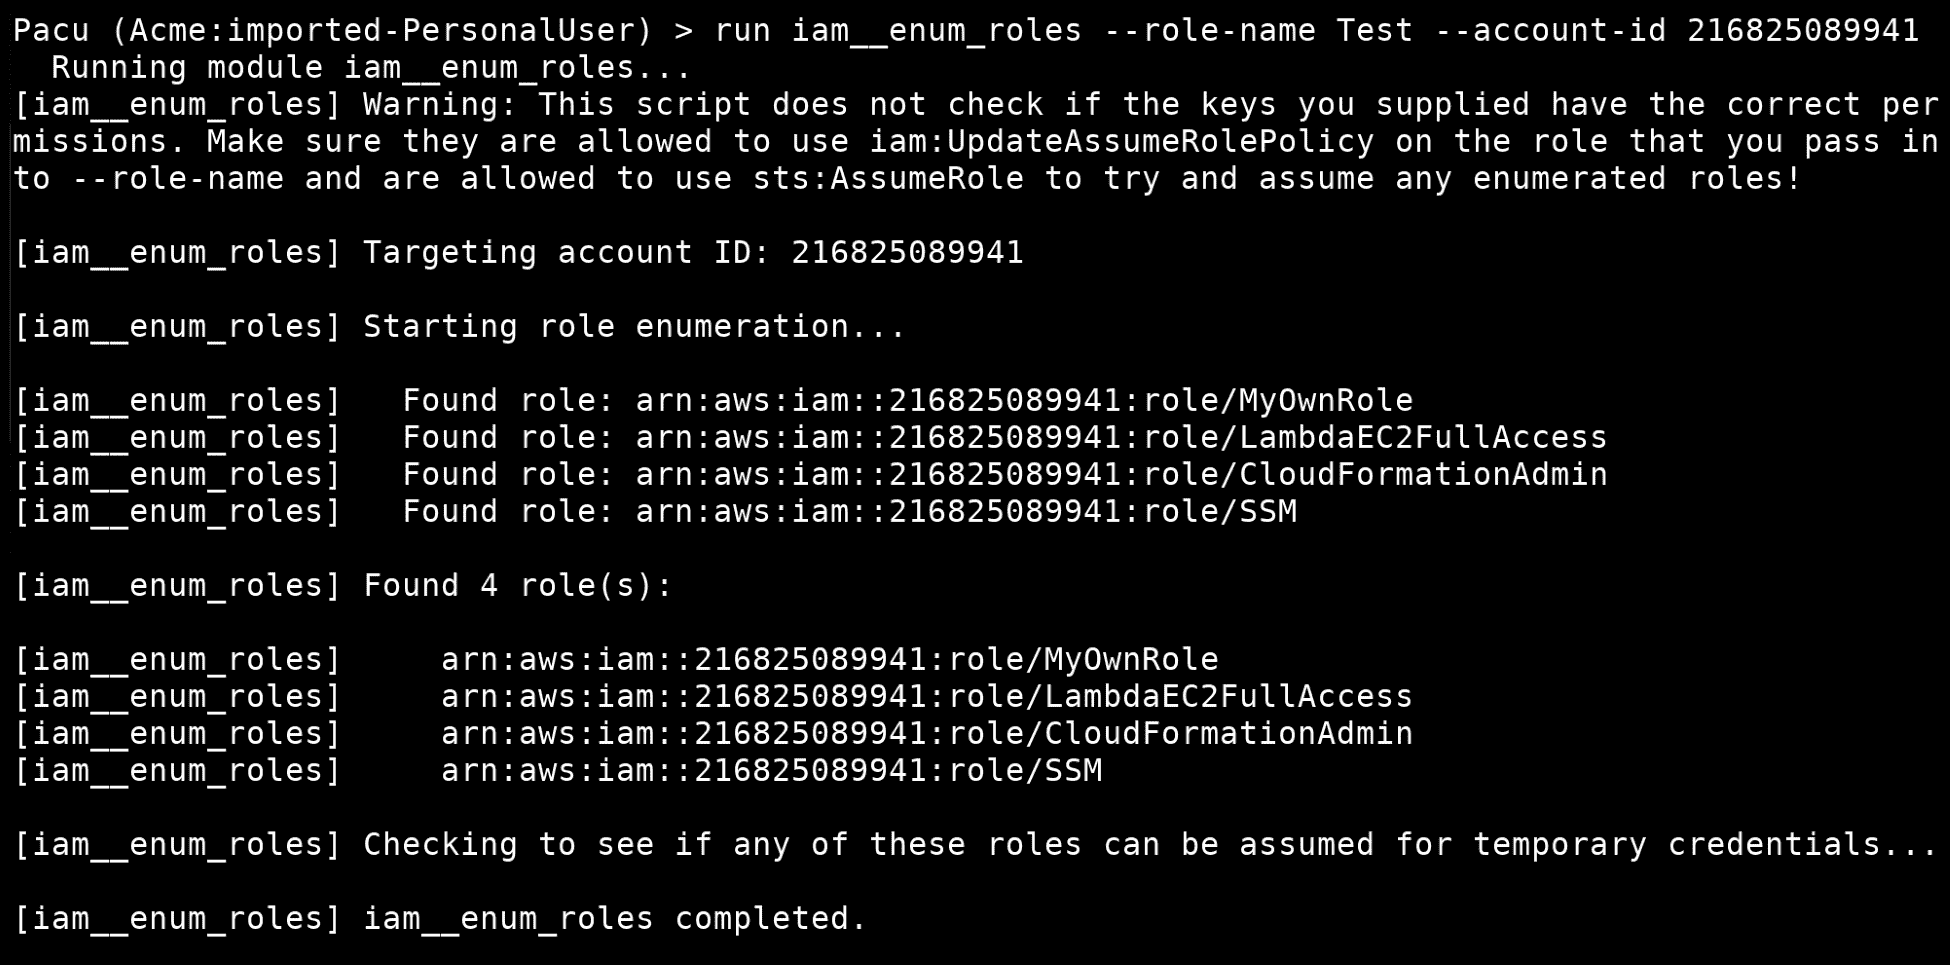 Pacu (Acme:imported-PersonalUser) > run iam__enum_roles --role-name Test --account-id 216825089941
  Running module iam__enum_roles...
[iam__enum_roles] Warning: This script does not check if the keys you supplied have the correct per
missions. Make sure they are allowed to use iam:UpdateAssumeRolePolicy on the role that you pass in
to --role-name and are allowed to use sts:AssumeRole to try and assume any enumerated roles!

[iam__enum_roles] Targeting account ID: 216825089941

[iam__enum_roles] Starting role enumeration...

[iam__enum_roles]   Found role: arn:aws:iam::216825089941:role/MyOwnRole
[iam__enum_roles]   Found role: arn:aws:iam::216825089941:role/LambdaEC2FullAccess
[iam__enum_roles]   Found role: arn:aws:iam::216825089941:role/CloudFormationAdmin
[iam__enum_roles]   Found role: arn:aws:iam::216825089941:role/SSM

[iam__enum_roles] Found 4 role(s):

[iam__enum_roles]     arn:aws:iam::216825089941:role/MyOwnRole
[iam__enum_roles]     arn:aws:iam::216825089941:role/LambdaEC2FullAccess
[iam__enum_roles]     arn:aws:iam::216825089941:role/CloudFormationAdmin
[iam__enum_roles]     arn:aws:iam::216825089941:role/SSM

[iam__enum_roles] Checking to see if any of these roles can be assumed for temporary credentials...

[iam__enum_roles] iam__enum_roles completed.